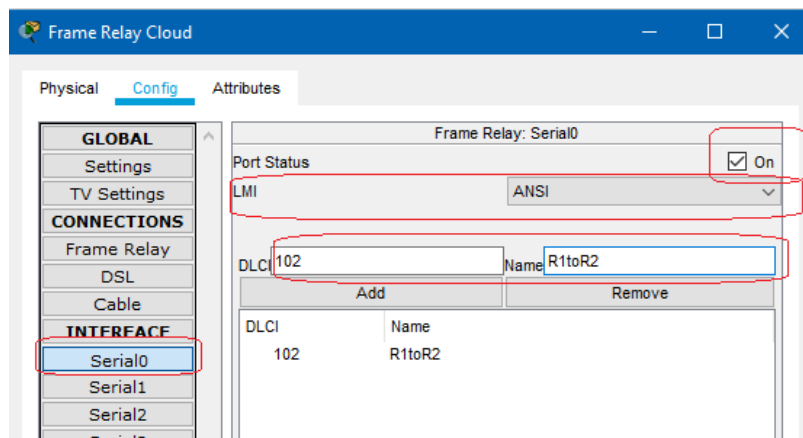 Frame Relay Cloud
Physical Config Attributes
GLOBAL
Settings
TV Settings
CONNECTIONS
Frame Relay
DSL
Cable
INTERFACE
Serial0
Serial1
Serial2
Frame Relay: Serial0
Port Status On
LMI ANSI
DLCI 102 Name R1toR2
Add Remove
DLCI Name
102 R1toR2